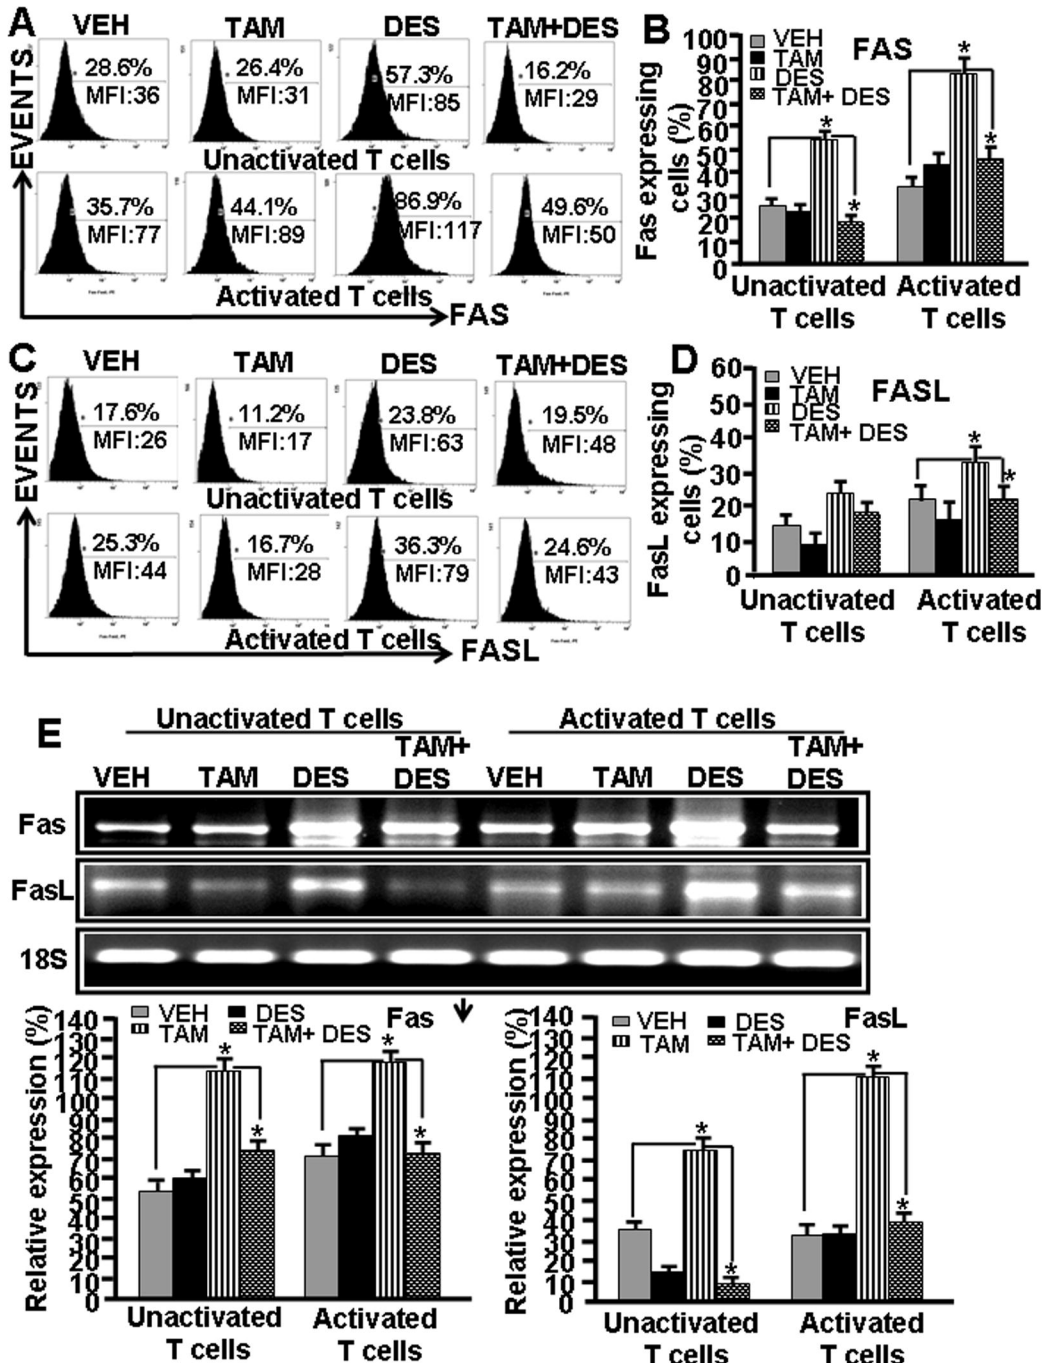 A
VEH TAM DES TAM+DES
EVENTS
28.6% 26.4% 57.3% 16.2%
MFI:36 MFI:31 MFI:85 MFI:29
Unactivated T cells
35.7% 44.1% 86.9% 49.6%
MFI:77 MFI:89 MFI:117 MFI:50
Activated T cells
FAS
B
FAS
VEH
TAM
DES
TAM+ DES
Fas expressing
cells (%)
100
90
80
70
60
50
40
30
20
10
0
* * * *
Unactivated Activated
T cells T cells
C
VEH TAM DES TAM+DES
EVENTS
17.6% 11.2% 23.8% 19.5%
MFI:26 MFI:17 MFI:63 MFI:48
Unactivated T cells
25.3% 16.7% 36.3% 24.6%
MFI:44 MFI:28 MFI:79 MFI:43
Activated T cells
FASL
D
FASL
VEH
TAM
DES
TAM+ DES
FasL expressing
cells (%)
60
50
40
30
20
10
0
* *
Unactivated Activated
T cells T cells
E
Unactivated T cells Activated T cells
VEH TAM DES TAM+ DES VEH TAM DES TAM+ DES
Fas
FasL
18S
Fas
VEH DES
TAM TAM+ DES
Relative expression (%)
140
130
120
110
100
90
80
70
60
50
40
30
20
10
0
* * * *
Unactivated Activated
T cells T cells
FasL
VEH DES
TAM TAM+ DES
Relative expression (%)
140
130
120
110
100
90
80
70
60
50
40
30
20
10
0
* * * *
Unactivated Activated
T cells T cells